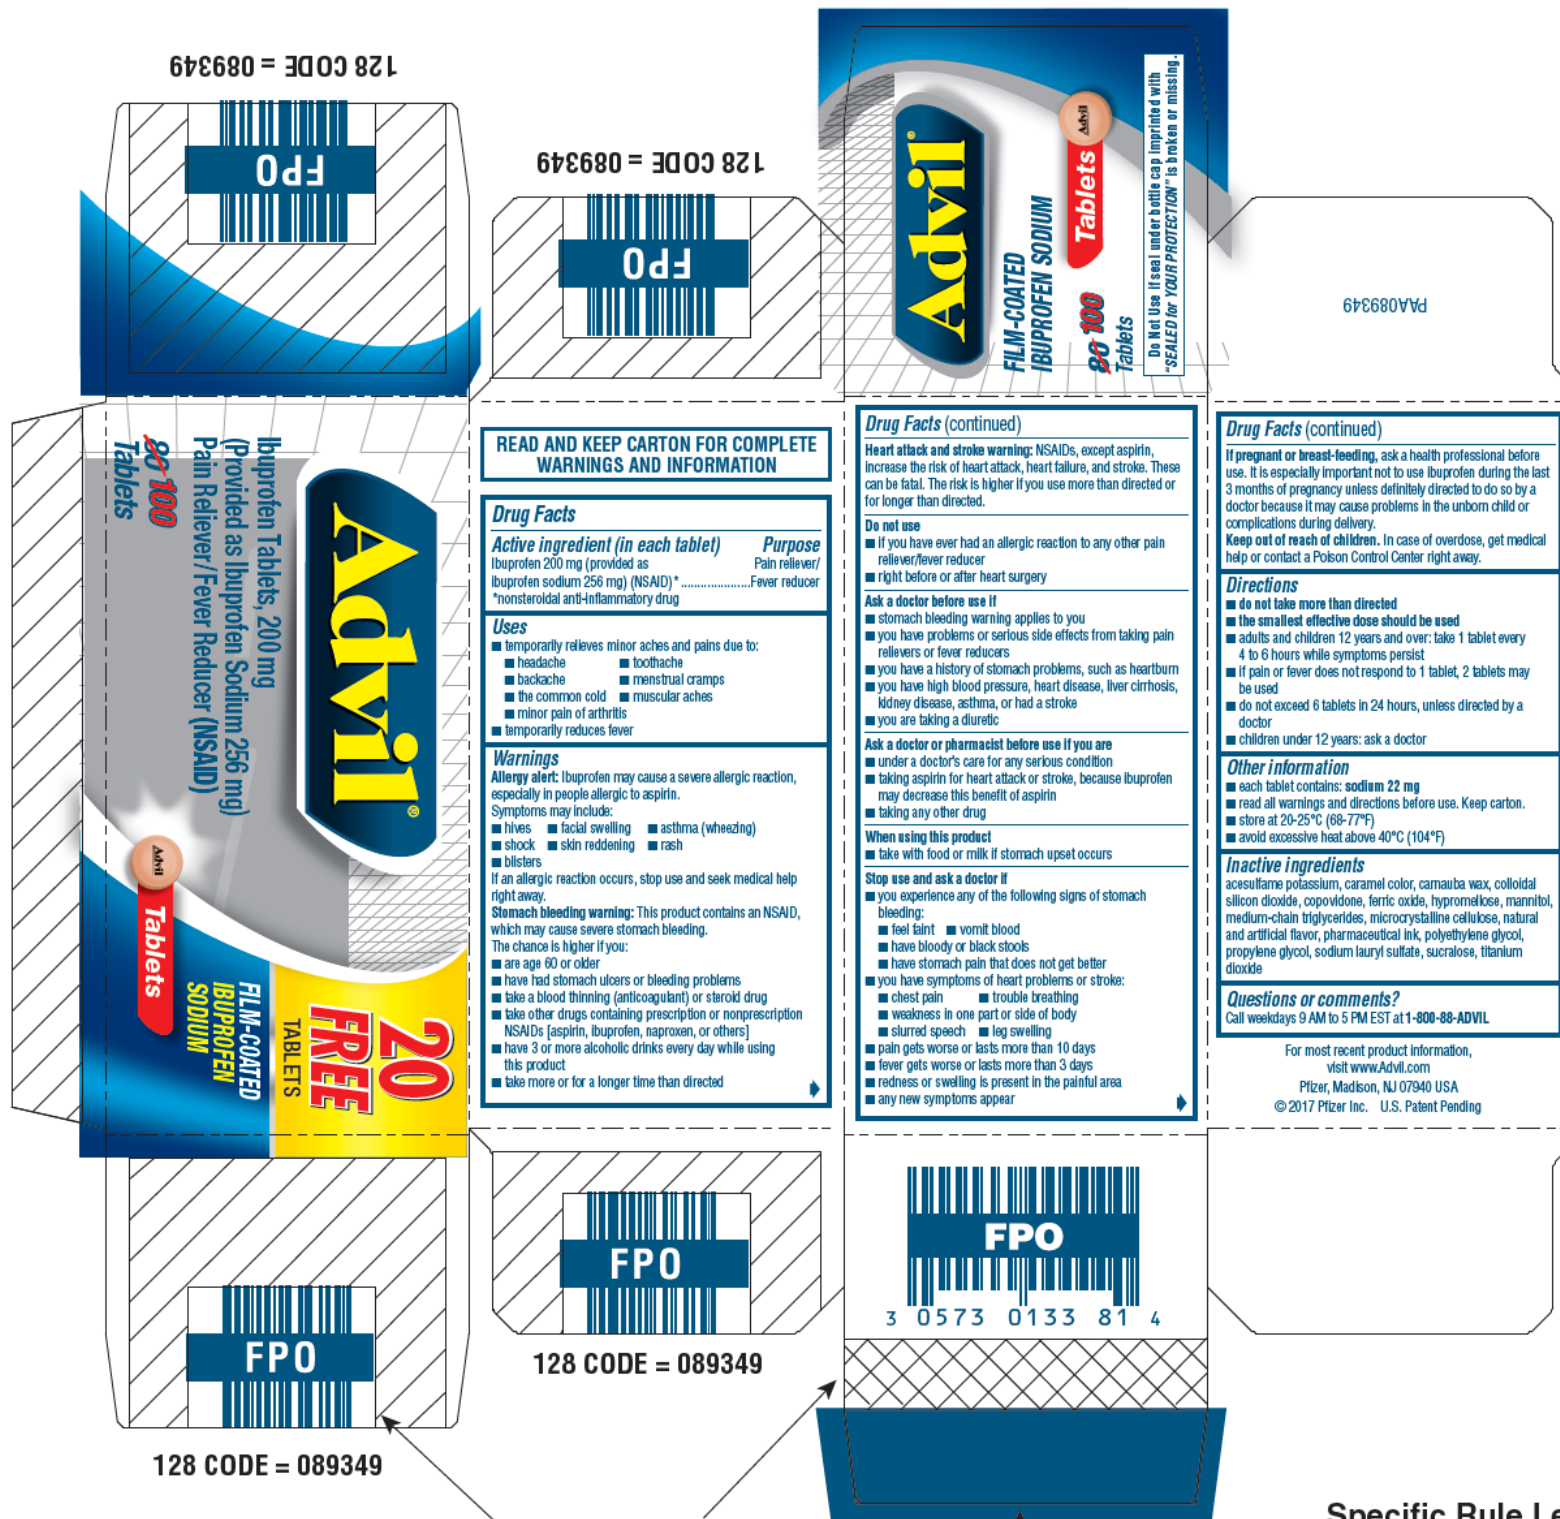 128 CODE = 089349
FPO
128 CODE = 089349
FPO
Advil®
FILM-COATED
IBUPROFEN SODIUM
Advil
Tablets
80 100
Tablets
Do Not Use if seal under bottle cap imprinted with
"SEALED for YOUR PROTECTION" is broken or missing.
PAA089349
Advil®
Ibuprofen Tablets, 200 mg
(Provided as Ibuprofen Sodium 256 mg)
Pain Reliever/Fever Reducer (NSAID)
80 100
Tablets
Advil
Tablets
20
FREE
TABLETS
FILM-COATED
IBUPROFEN
SODIUM
READ AND KEEP CARTON FOR COMPLETE
WARNINGS AND INFORMATION
Drug Facts
Active ingredient (in each tablet) Purpose
Ibuprofen 200 mg (provided as Pain reliever/
ibuprofen sodium 256 mg) (NSAID)* ......................Fever reducer
*nonsteroidal anti-inflammatory drug
Uses
■ temporarily relieves minor aches and pains due to:
■ headache ■ toothache
■ backache ■ menstrual cramps
■ the common cold ■ muscular aches
■ minor pain of arthritis
■ temporarily reduces fever
Warnings
Allergy alert: Ibuprofen may cause a severe allergic reaction,
especially in people allergic to aspirin.
Symptoms may include:
■ hives ■ facial swelling ■ asthma (wheezing)
■ shock ■ skin reddening ■ rash
■ blisters
If an allergic reaction occurs, stop use and seek medical help
right away.
Stomach bleeding warning: This product contains an NSAID,
which may cause severe stomach bleeding.
The chance is higher if you:
■ are age 60 or older
■ have had stomach ulcers or bleeding problems
■ take a blood thinning (anticoagulant) or steroid drug
■ take other drugs containing prescription or nonprescription
NSAIDs [aspirin, ibuprofen, naproxen, or others]
■ have 3 or more alcoholic drinks every day while using
this product
■ take more or for a longer time than directed
Drug Facts (continued)
Heart attack and stroke warning: NSAIDs, except aspirin,
increase the risk of heart attack, heart failure, and stroke. These
can be fatal. The risk is higher if you use more than directed or
for longer than directed.
Do not use
■ if you have ever had an allergic reaction to any other pain
reliever/fever reducer
■ right before or after heart surgery
Ask a doctor before use if
■ stomach bleeding warning applies to you
■ you have problems or serious side effects from taking pain
relievers or fever reducers
■ you have a history of stomach problems, such as heartburn
■ you have high blood pressure, heart disease, liver cirrhosis,
kidney disease, asthma, or had a stroke
■ you are taking a diuretic
Ask a doctor or pharmacist before use if you are
■ under a doctor's care for any serious condition
■ taking aspirin for heart attack or stroke, because ibuprofen
may decrease this benefit of aspirin
■ taking any other drug
When using this product
■ take with food or milk if stomach upset occurs
Stop use and ask a doctor if
■ you experience any of the following signs of stomach
bleeding:
■ feel faint ■ vomit blood
■ have bloody or black stools
■ have stomach pain that does not get better
■ you have symptoms of heart problems or stroke:
■ chest pain ■ trouble breathing
■ weakness in one part or side of body
■ slurred speech ■ leg swelling
■ pain gets worse or lasts more than 10 days
■ fever gets worse or lasts more than 3 days
■ redness or swelling is present in the painful area
■ any new symptoms appear
Drug Facts (continued)
If pregnant or breast-feeding, ask a health professional before
use. It is especially important not to use ibuprofen during the last
3 months of pregnancy unless definitely directed to do so by a
doctor because it may cause problems in the unborn child or
complications during delivery.
Keep out of reach of children. In case of overdose, get medical
help or contact a Poison Control Center right away.
Directions
■ do not take more than directed
■ the smallest effective dose should be used
■ adults and children 12 years and over: take 1 tablet every
4 to 6 hours while symptoms persist
■ if pain or fever does not respond to 1 tablet, 2 tablets may
be used
■ do not exceed 6 tablets in 24 hours, unless directed by a
doctor
■ children under 12 years: ask a doctor
Other information
■ each tablet contains: sodium 22 mg
■ read all warnings and directions before use. Keep carton.
■ store at 20-25°C (68-77°F)
■ avoid excessive heat above 40°C (104°F)
Inactive ingredients
acesulfame potassium, caramel color, carnauba wax, colloidal
silicon dioxide, copovidone, ferric oxide, hypromellose, mannitol,
medium-chain triglycerides, microcrystalline cellulose, natural
and artificial flavor, pharmaceutical ink, polyethylene glycol,
propylene glycol, sodium lauryl sulfate, sucralose, titanium
dioxide
Questions or comments?
Call weekdays 9 AM to 5 PM EST at 1-800-88-ADVIL
For most recent product information,
visit www.Advil.com
Pfizer, Madison, NJ 07940 USA
© 2017 Pfizer Inc. U.S. Patent Pending
FPO
128 CODE = 089349
FPO
128 CODE = 089349
FPO
3 0573 0133 81 4
Specific Rule Le